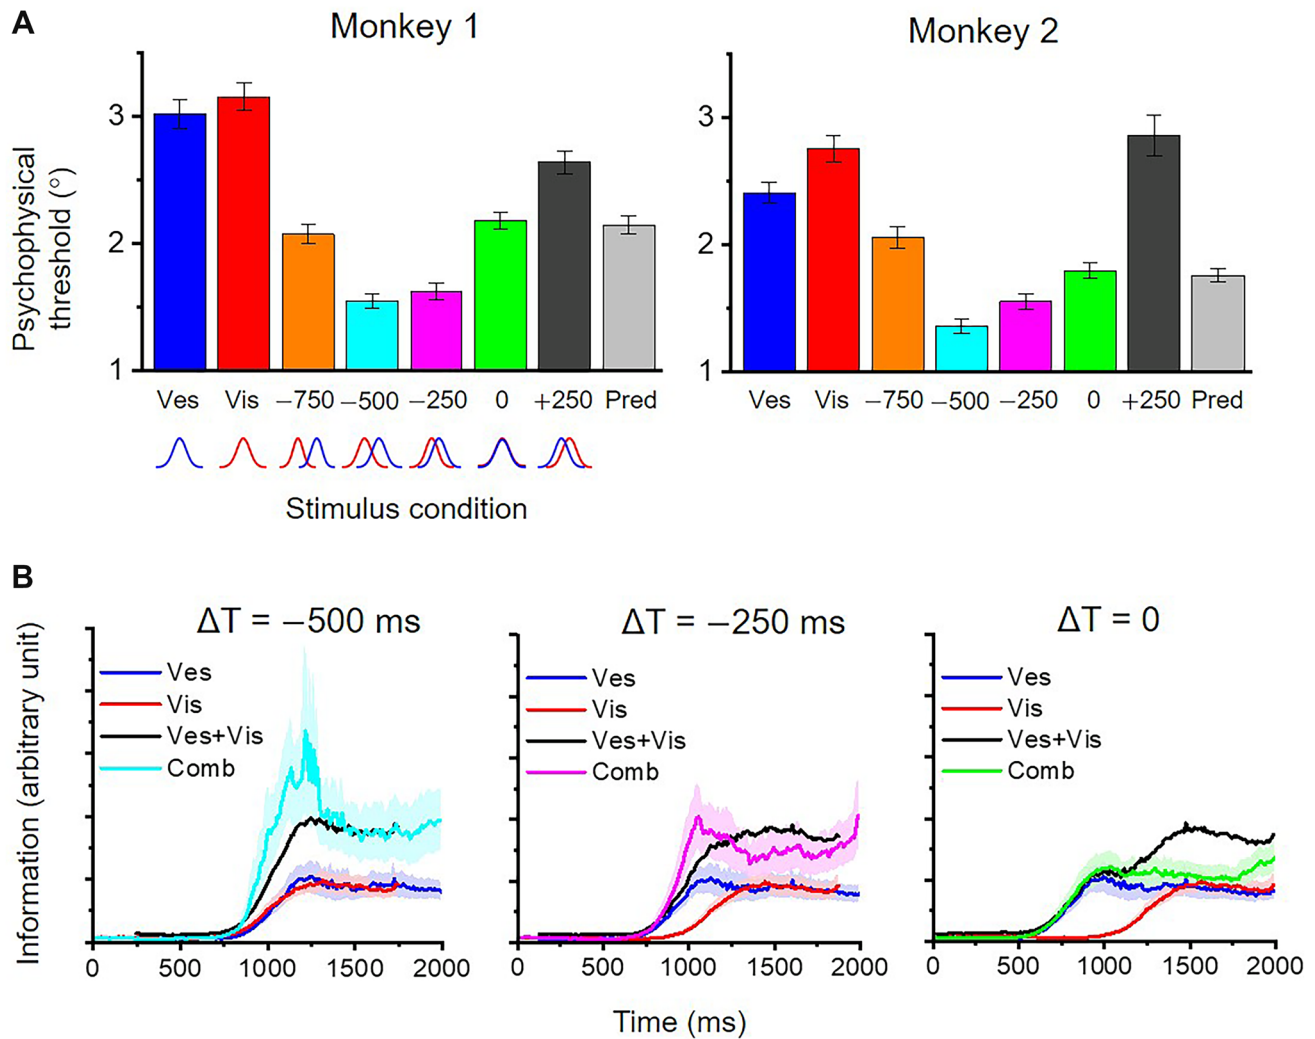 A
Monkey 1
Monkey 2
Psychophysical
threshold (°)
3
2
1
3
2
1
Ves Vis −750 −500 −250 0 +250 Pred
Ves Vis −750 −500 −250 0 +250 Pred
Stimulus condition
B
ΔT = −500 ms
ΔT = −250 ms
ΔT = 0
Information (arbitrary unit)
Ves
Vis
Ves+Vis
Comb
Ves
Vis
Ves+Vis
Comb
Ves
Vis
Ves+Vis
Comb
0 500 1000 1500 2000
0 500 1000 1500 2000
0 500 1000 1500 2000
Time (ms)